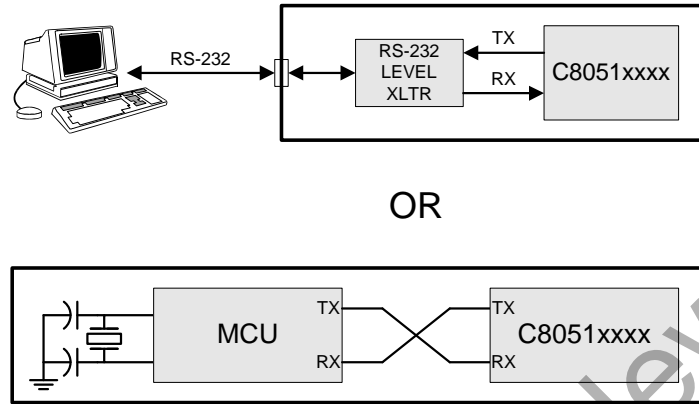 RS-232
RS-232
LEVEL
XLTR
TX
RX
C8051xxxx
OR
MCU
TX
RX
TX
RX
C8051xxxx